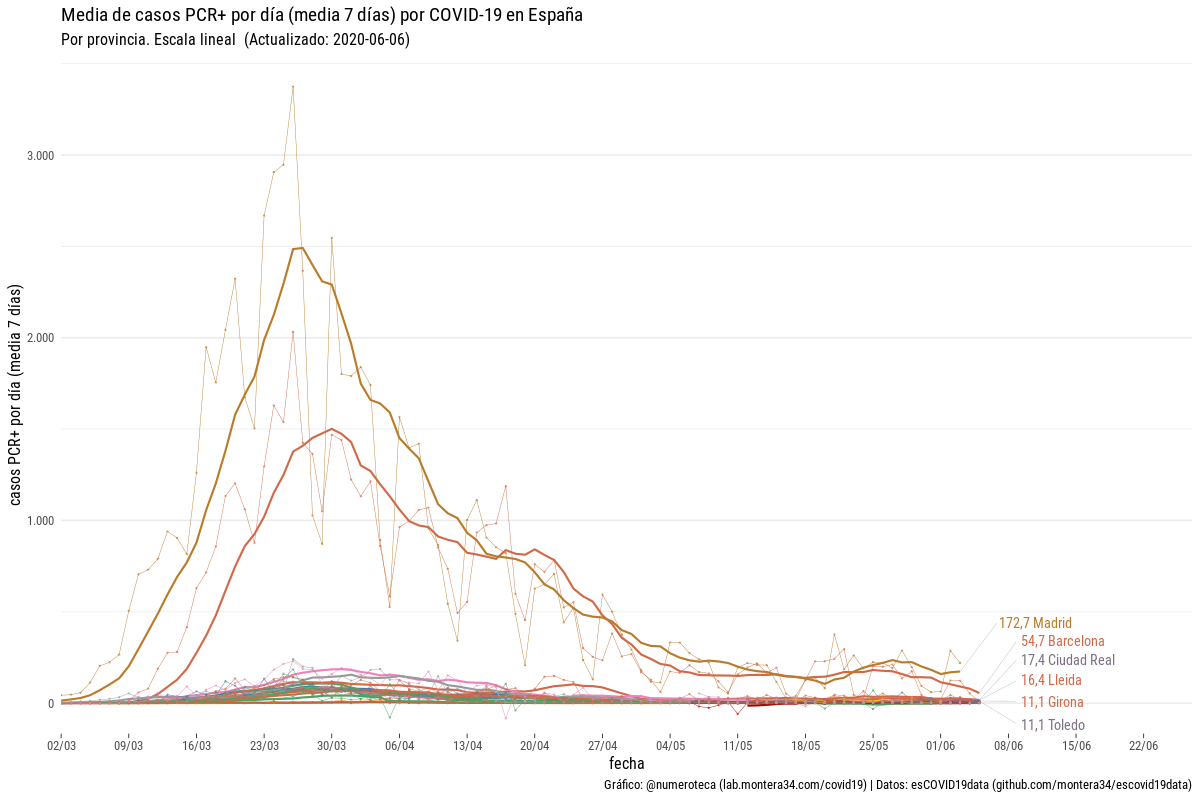 Media de casos PCR+ por día (media 7 días) por COVID-19 en España
Por provincia. Escala lineal  (Actualizado: 2020-06-06)
casos PCR+ por día (media 7 días)
3.000
2.000
1.000
0
172,7 Madrid
54,7 Barcelona
17,4 Ciudad Real
16,4 Lleida
11,1 Girona
11,1 Toledo
02/03 09/03 16/03 23/03 30/03 06/04 13/04 20/04 27/04 04/05 11/05 18/05 25/05 01/06 08/06 15/06 22/06
fecha
Gráfico: @numeroteca (lab.montera34.com/covid19) | Datos: esCOVID19data (github.com/montera34/escovid19data)